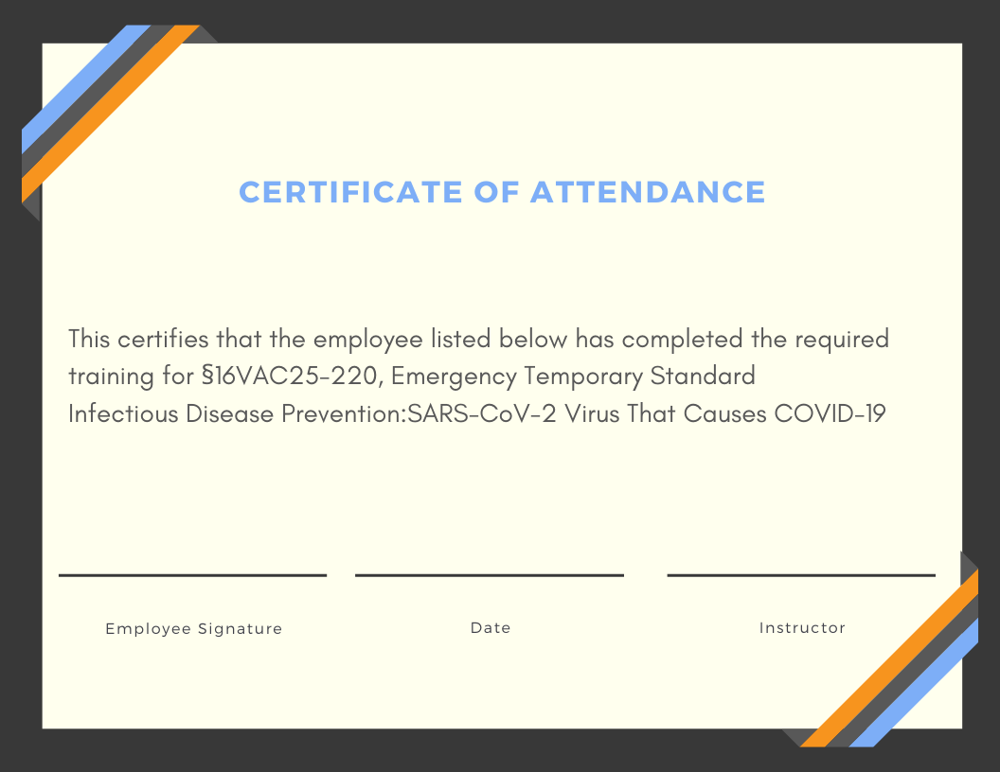 CERTIFICATE OF ATTENDANCE
This certifies that the employee listed below has completed the required
training for §16VAC25-220, Emergency Temporary Standard
Infectious Disease Prevention:SARS-CoV-2 Virus That Causes COVID-19
Employee Signature
Date
Instructor